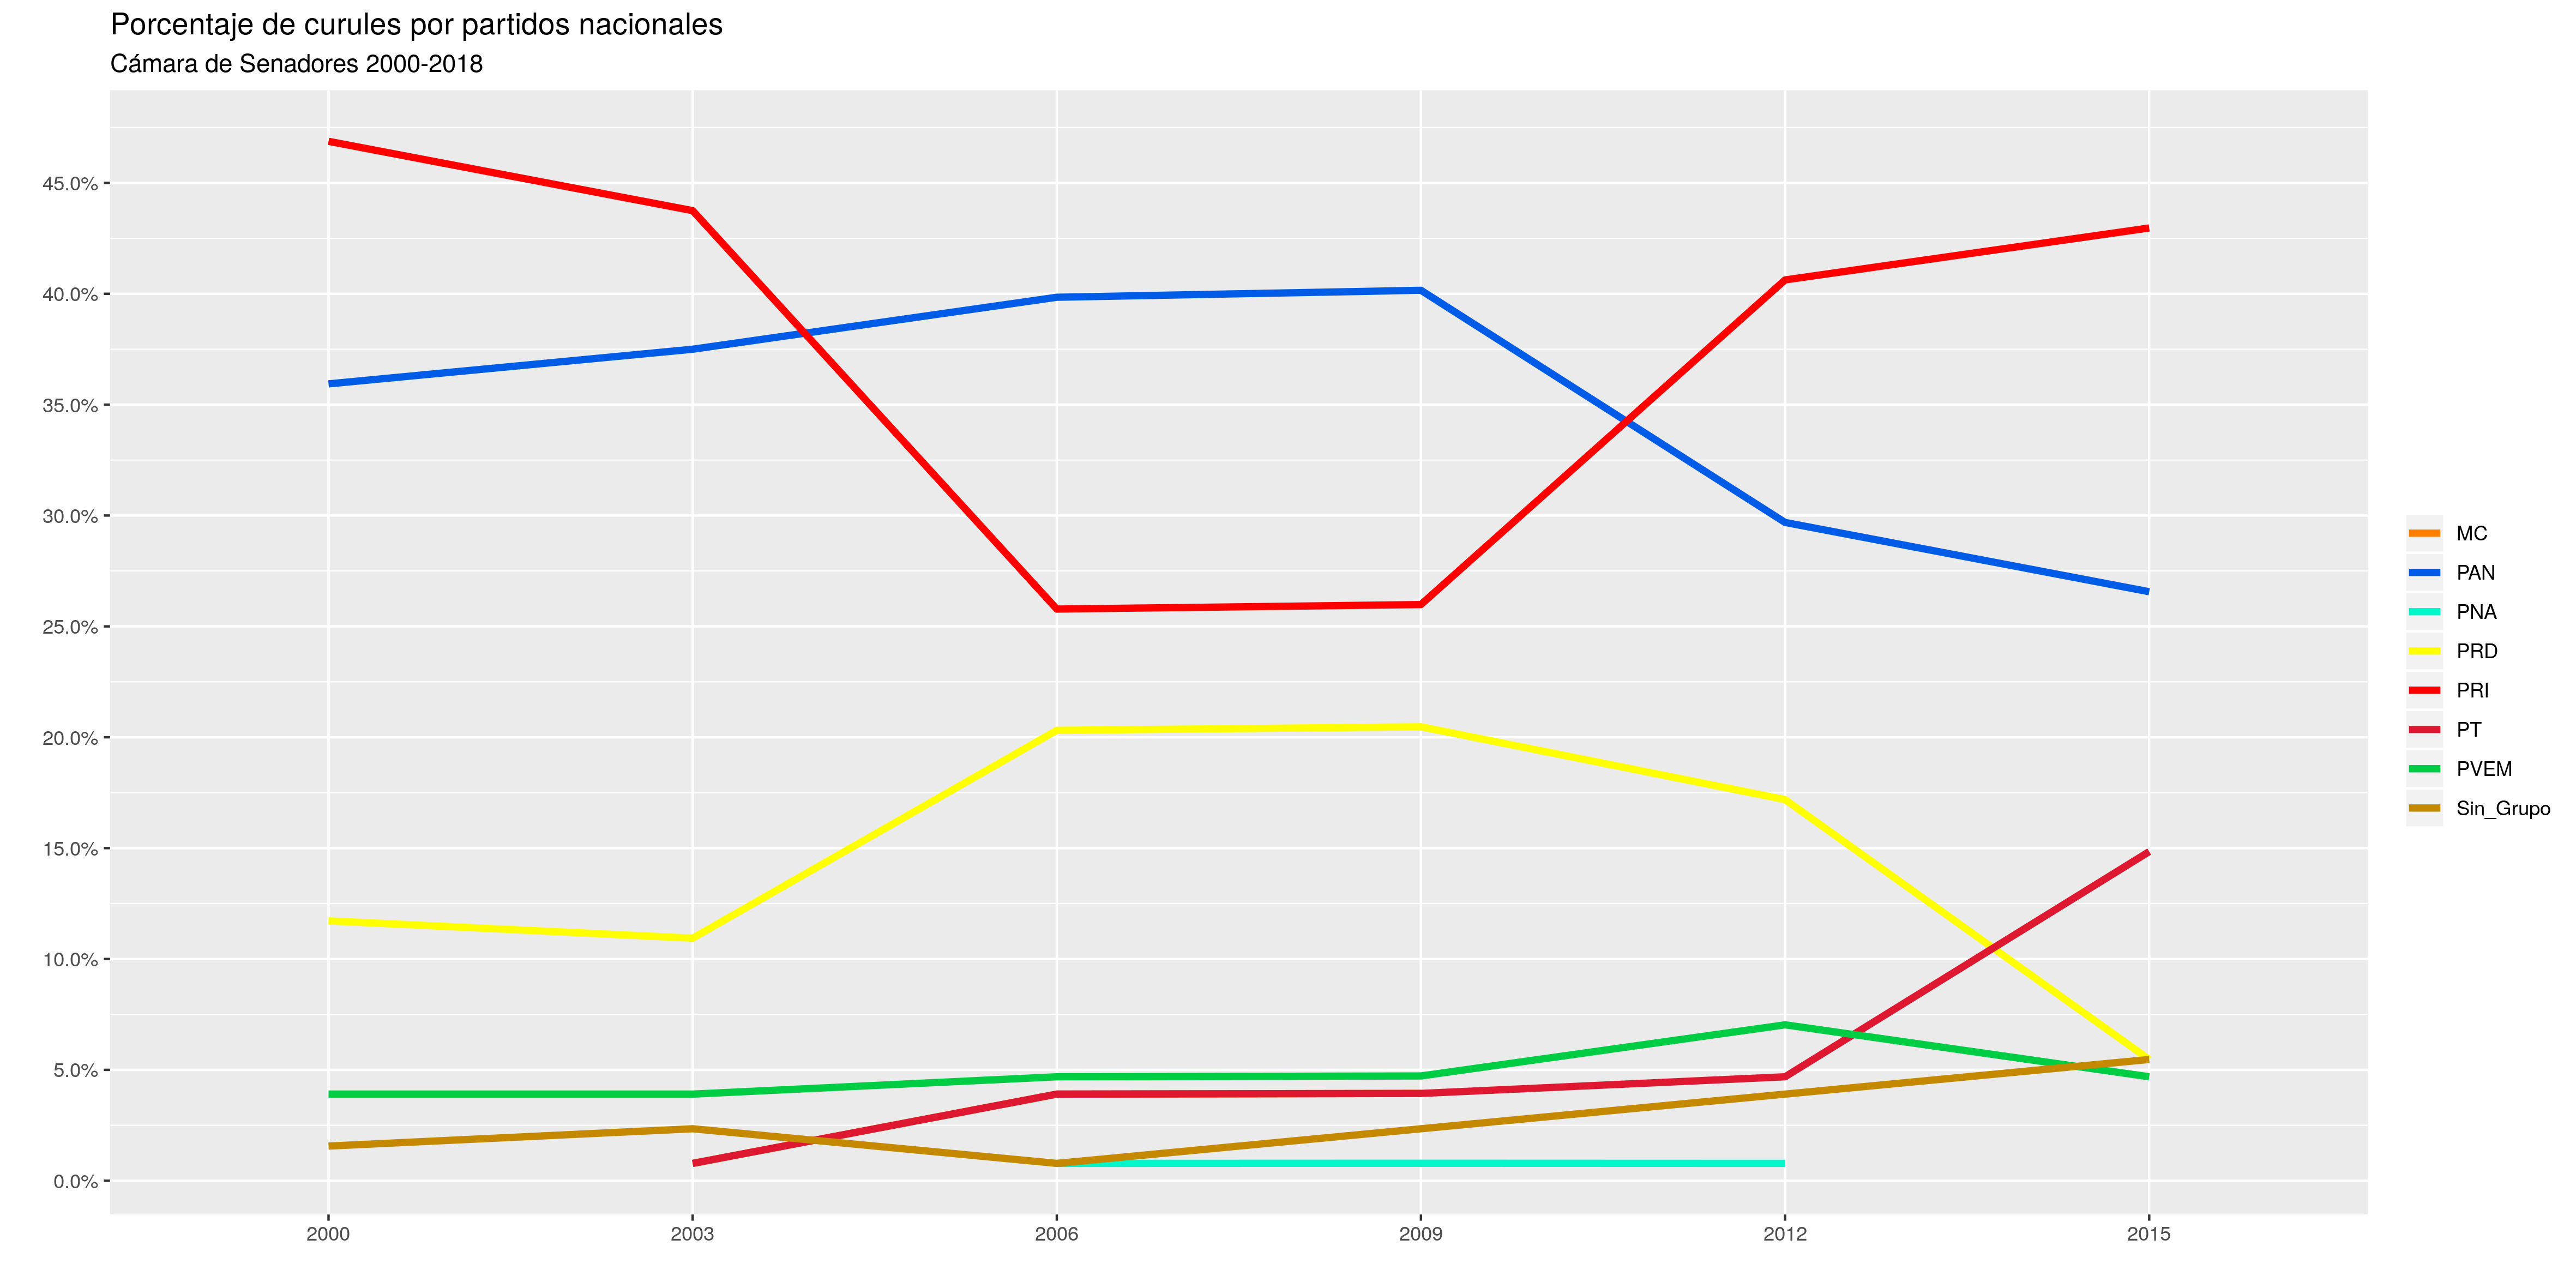 Porcentaje de curules por partidos nacionales
Cámara de Senadores 2000-2018
45.0%
40.0%
35.0%
30.0%
25.0%
20.0%
15.0%
10.0%
5.0%
0.0%
2000 2003 2006 2009 2012 2015
MC
PAN
PNA
PRD
PRI
PT
PVEM
Sin_Grupo